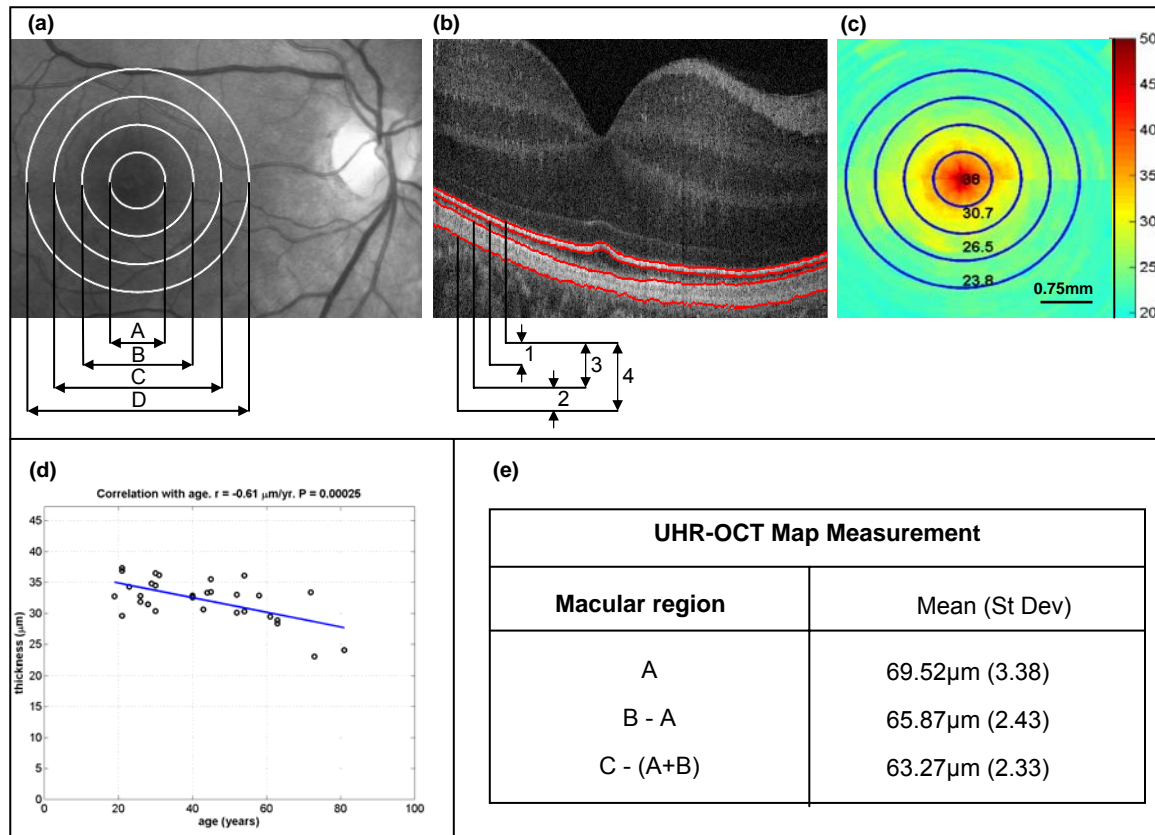 (a)
A
B
C
D
(b)
1
3
4
2
(c)
38
30.7
26.5
23.8
0.75mm
50
45
40
35
30
25
20
(d)
Correlation with age. r = -0.61 µm/yr. P = 0.00025
thickness (µm)
45
40
35
30
25
20
15
10
5
0
0 20 40 60 80 100
age (years)
(e)
UHR-OCT Map Measurement
Macular region Mean (St Dev)
A 69.52µm (3.38)
B - A 65.87µm (2.43)
C - (A+B) 63.27µm (2.33)